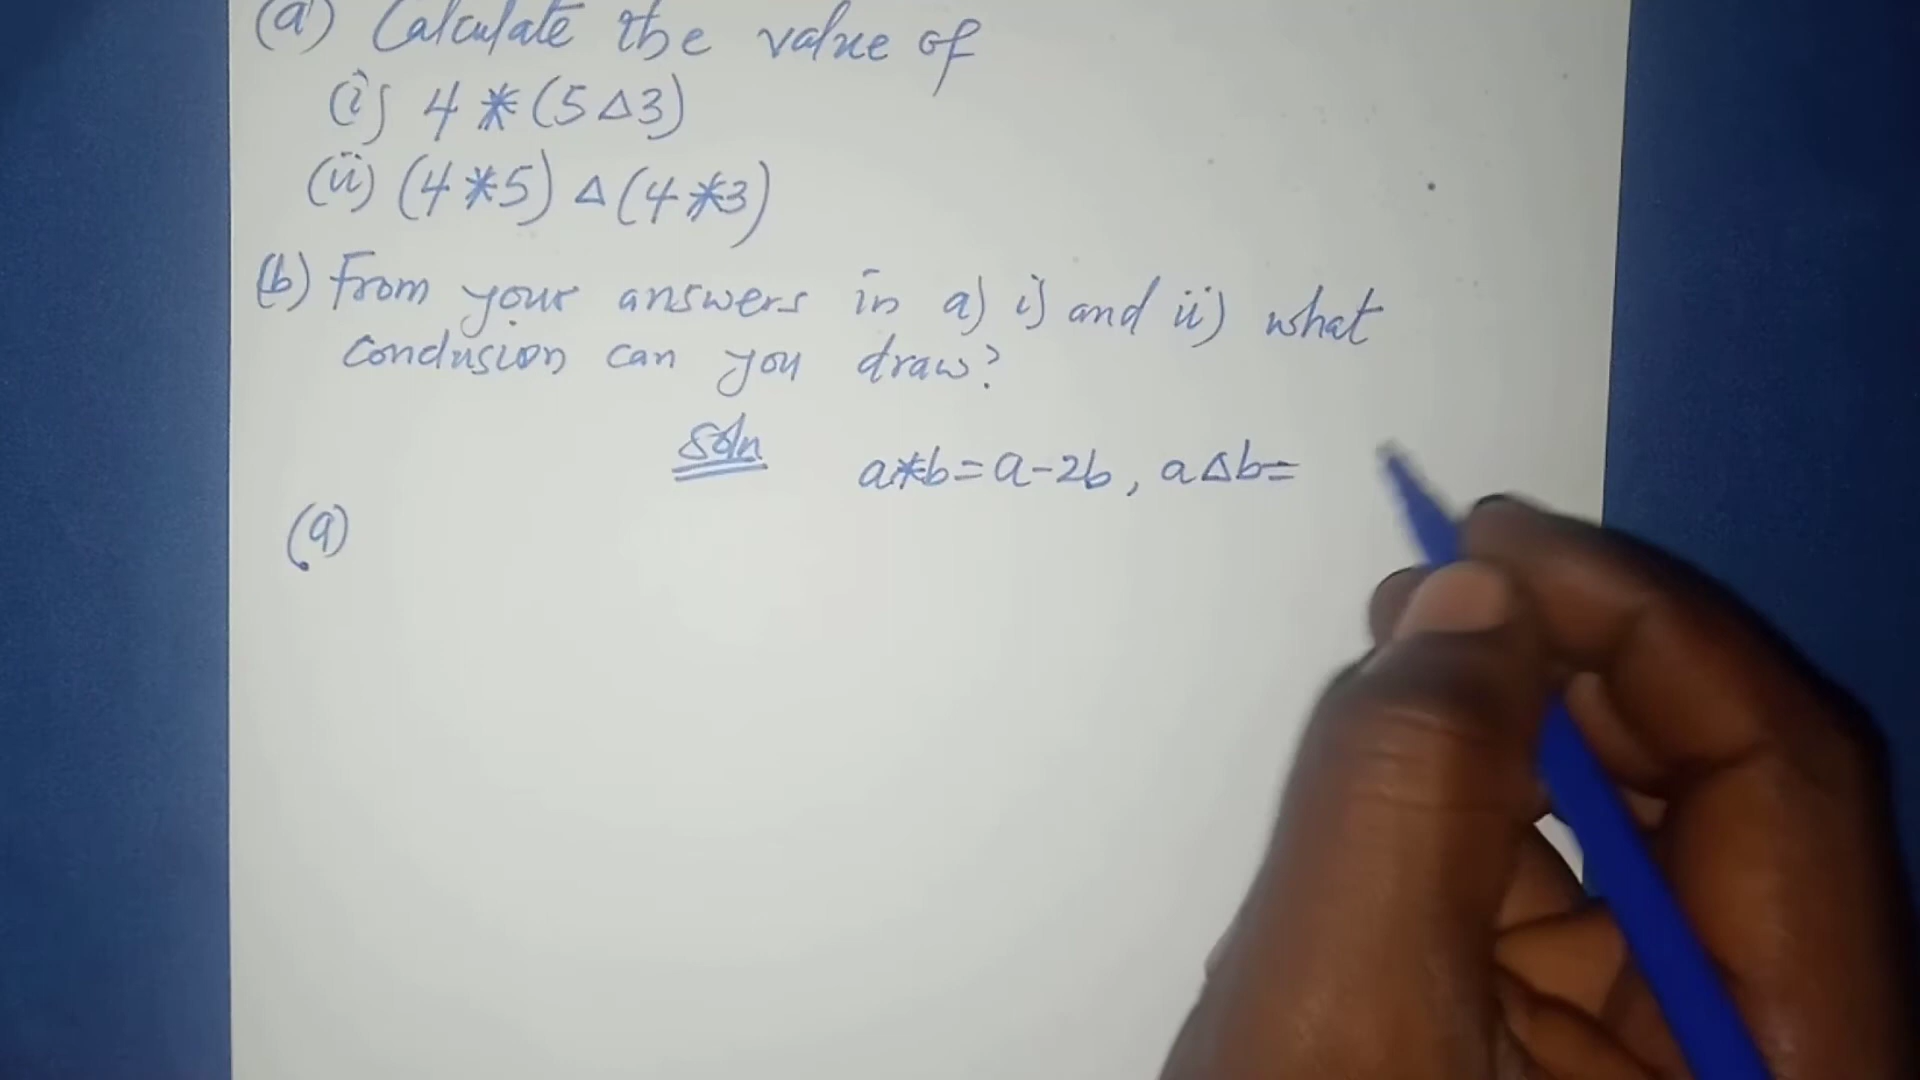 (a) Calculate the value of
(i) 4 * (5 Δ 3)
(ii) (4 * 5) Δ (4 * 3)
(b) From your answers in a) i) and ii) what
conclusion can you draw?
Soln
a*b = a - 2b, a Δ b =
(a)